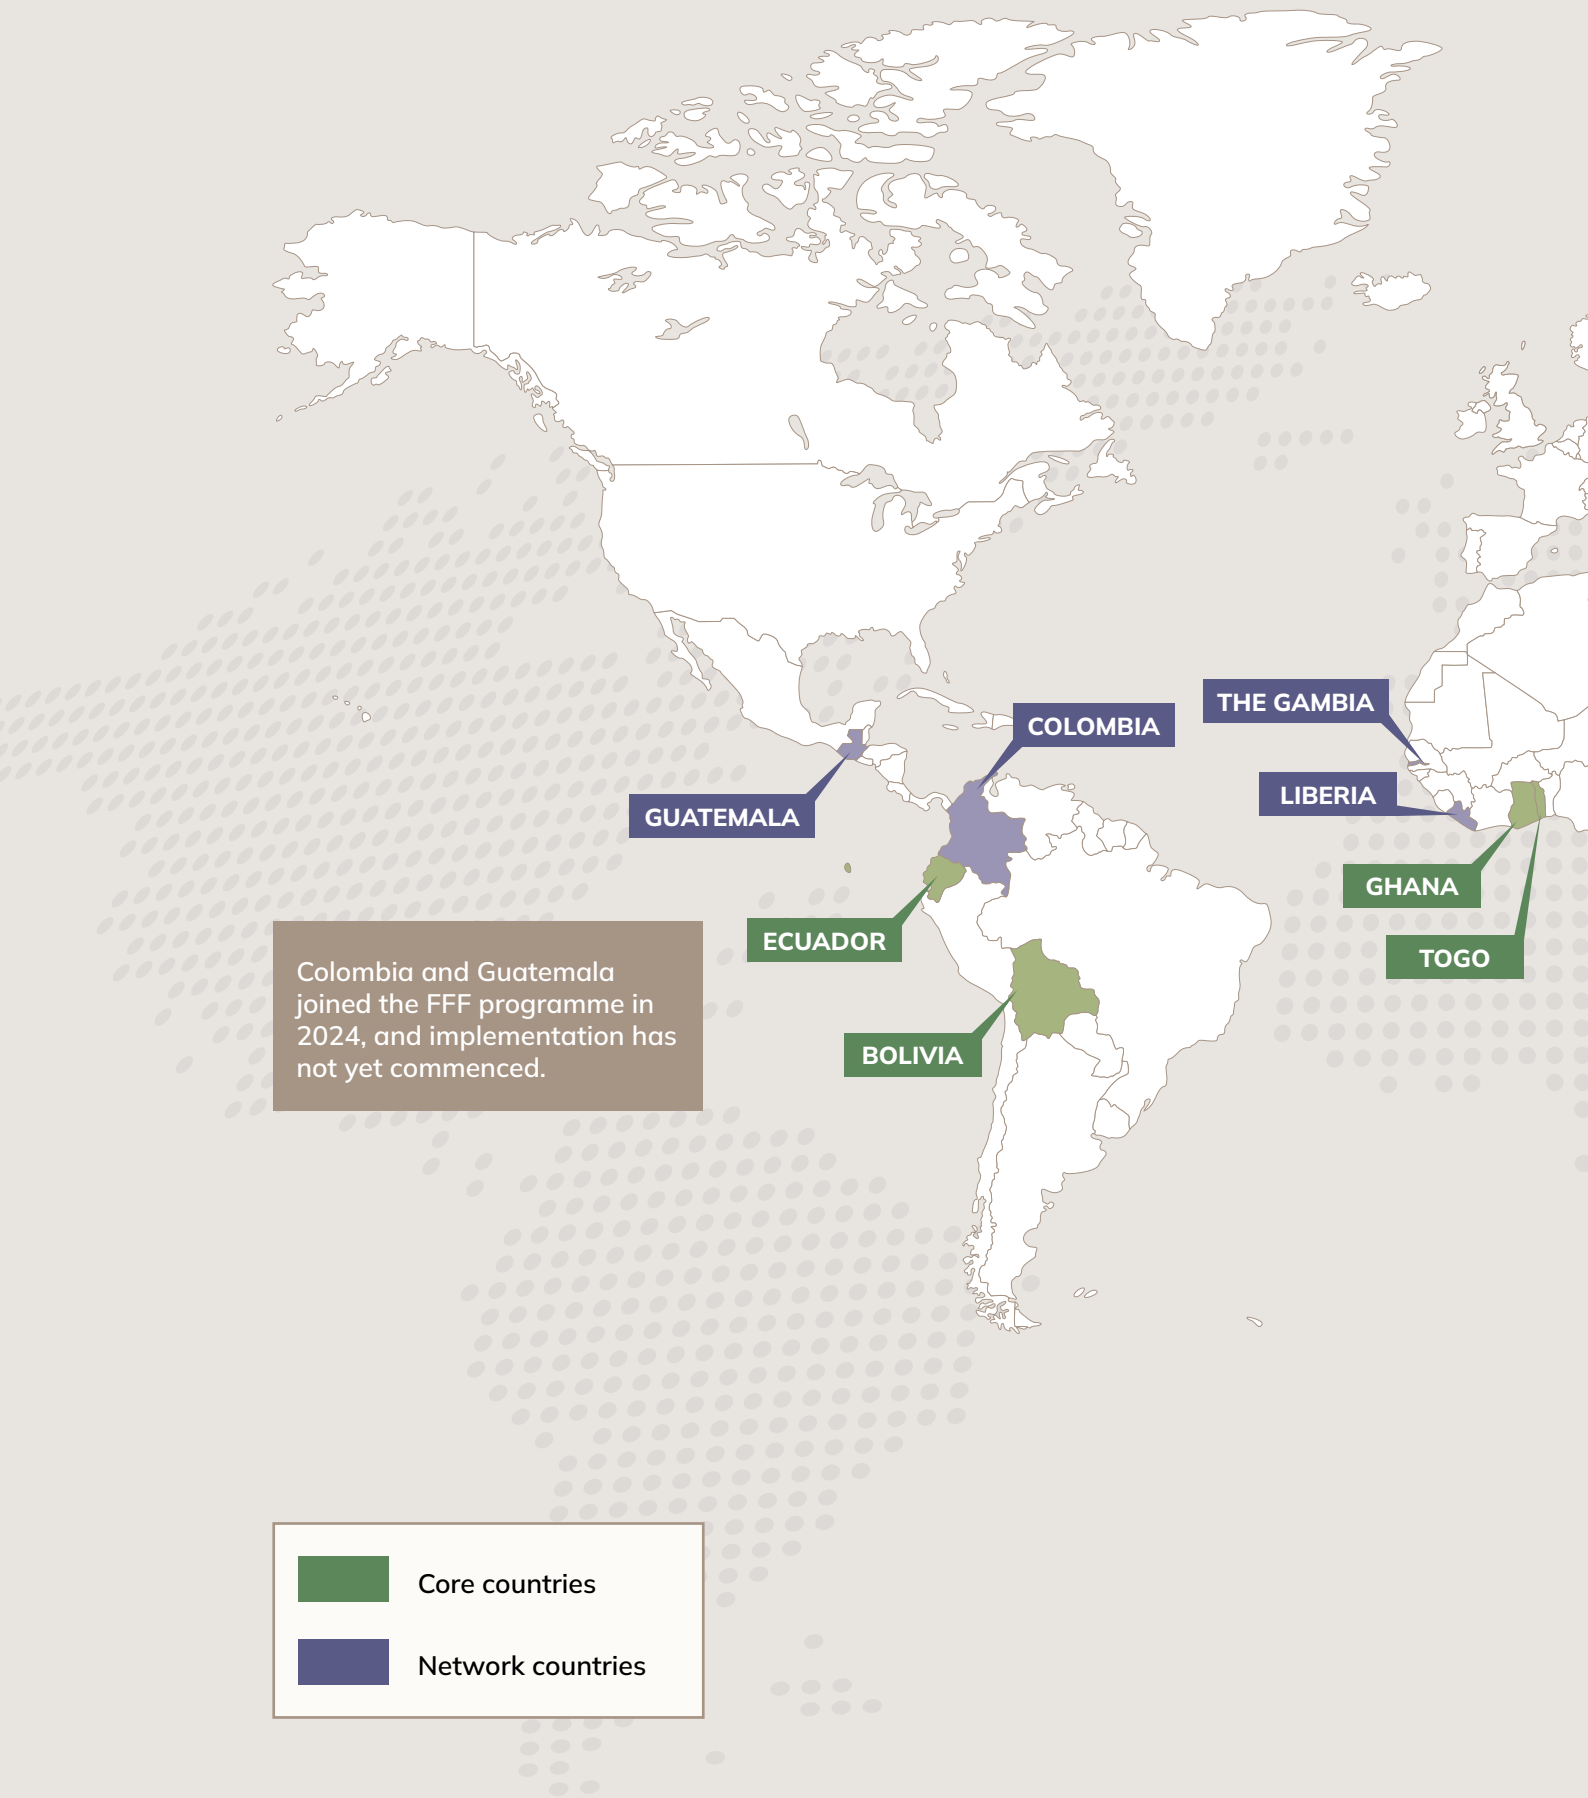 THE GAMBIA
COLOMBIA
LIBERIA
GUATEMALA
GHANA
ECUADOR
TOGO
Colombia and Guatemala
joined the FFF programme in
2024, and implementation has
not yet commenced.
BOLIVIA
Core countries
Network countries